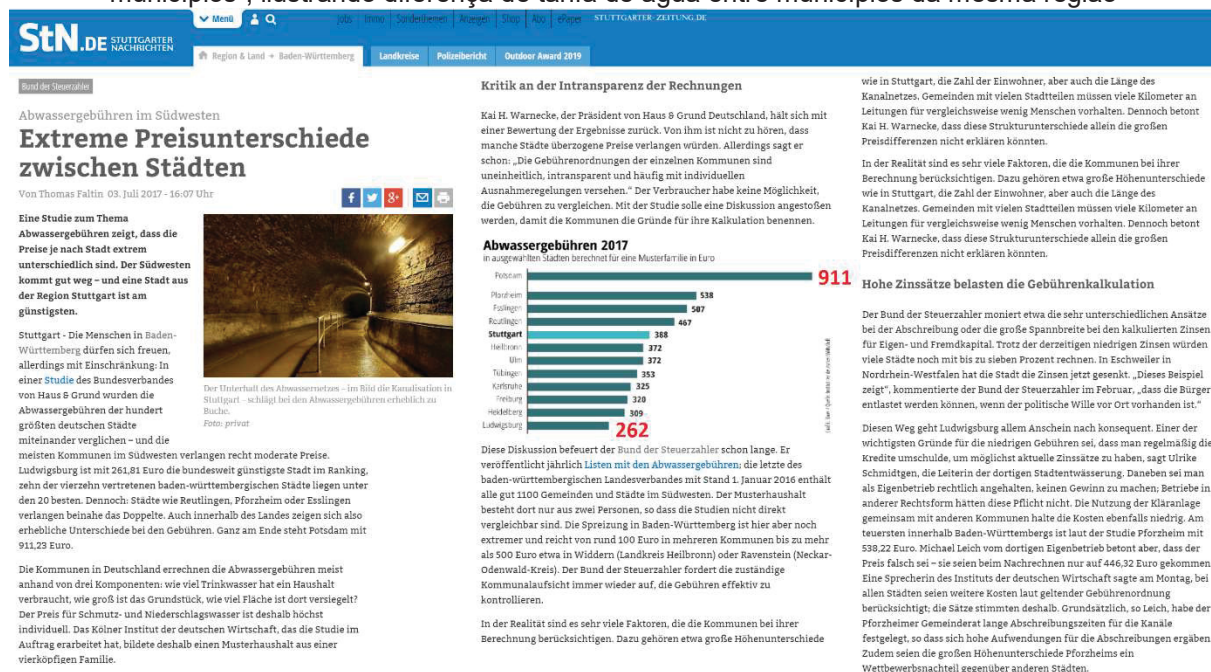 municípios , ilustrando diferença de tarifa de água entre municípios da mesma região
Menü
jobs Immo Sonderthemen Anzeigen Shop Abo ePaper STUTTGARTER-ZEITUNG.DE
StN.DE STUTTGARTER NACHRICHTEN
Region & Land → Baden-Württemberg Landkreise Polizeibericht Outdoor Award 2019
Bund der Steuerzahler
Abwassergebühren im Südwesten
Extreme Preisunterschiede
zwischen Städten
Von Thomas Faltin 03. Juli 2017 - 16:07 Uhr
Eine Studie zum Thema
Abwassergebühren zeigt, dass die
Preise je nach Stadt extrem
unterschiedlich sind. Der Südwesten
kommt gut weg – und eine Stadt aus
der Region Stuttgart ist am
günstigsten.
Stuttgart - Die Menschen in Baden-
Württemberg dürfen sich freuen,
allerdings mit Einschränkung: In
einer Studie des Bundesverbandes
von Haus & Grund wurden die
Abwassergebühren der hundert
größten deutschen Städte
miteinander verglichen – und die
Der Unterhalt des Abwassernetzes – im Bild die Kanalisation in
Stuttgart – schlägt bei den Abwassergebühren erheblich zu
Buche.
Foto: privat
meisten Kommunen im Südwesten verlangen recht moderate Preise.
Ludwigsburg ist mit 261,81 Euro die bundesweit günstigste Stadt im Ranking,
zehn der vierzehn vertretenen baden-württembergischen Städte liegen unter
den 20 besten. Dennoch: Städte wie Reutlingen, Pforzheim oder Esslingen
verlangen beinahe das Doppelte. Auch innerhalb des Landes zeigen sich also
erhebliche Unterschiede bei den Gebühren. Ganz am Ende steht Potsdam mit
911,23 Euro.
Die Kommunen in Deutschland errechnen die Abwassergebühren meist
anhand von drei Komponenten: wie viel Trinkwasser hat ein Haushalt
verbraucht, wie groß ist das Grundstück, wie viel Fläche ist dort versiegelt?
Der Preis für Schmutz- und Niederschlagswasser ist deshalb höchst
individuell. Das Kölner Institut der deutschen Wirtschaft, das die Studie im
Auftrag erarbeitet hat, bildete deshalb einen Musterhaushalt aus einer
vierköpfigen Familie.
Kritik an der Intransparenz der Rechnungen
Kai H. Warnecke, der Präsident von Haus & Grund Deutschland, hält sich mit
einer Bewertung der Ergebnisse zurück. Von ihm ist nicht zu hören, dass
manche Städte überzogene Preise verlangen würden. Allerdings sagt er
schon: „Die Gebührenordnungen der einzelnen Kommunen sind
uneinheitlich, intransparent und häufig mit individuellen
Ausnahmeregelungen versehen.“ Der Verbraucher habe keine Möglichkeit,
die Gebühren zu vergleichen. Mit der Studie solle eine Diskussion angestoßen
werden, damit die Kommunen die Gründe für ihre Kalkulation benennen.
Abwassergebühren 2017
in ausgewählten Städten berechnet für eine Musterfamilie in Euro
Potsdam 911
Pforzheim 538
Esslingen 507
Reutlingen 467
Stuttgart 388
Heilbronn 372
Ulm 372
Tübingen 353
Karlsruhe 325
Freiburg 320
Heidelberg 309
Ludwigsburg 262
Diese Diskussion befeuert der Bund der Steuerzahler schon lange. Er
veröffentlicht jährlich Listen mit den Abwassergebühren; die letzte des
baden-württembergischen Landesverbandes mit Stand 1. Januar 2016 enthält
alle gut 1100 Gemeinden und Städte im Südwesten. Der Musterhaushalt
besteht dort nur aus zwei Personen, so dass die Studien nicht direkt
vergleichbar sind. Die Spreizung in Baden-Württemberg ist hier aber noch
extremer und reicht von rund 100 Euro in mehreren Kommunen bis zu mehr
als 500 Euro etwa in Widdern (Landkreis Heilbronn) oder Ravenstein (Neckar-
Odenwald-Kreis). Der Bund der Steuerzahler fordert die zuständige
Kommunalaufsicht immer wieder auf, die Gebühren effektiv zu
kontrollieren.
In der Realität sind es sehr viele Faktoren, die die Kommunen bei ihrer
Berechnung berücksichtigen. Dazu gehören etwa große Höhenunterschiede
wie in Stuttgart, die Zahl der Einwohner, aber auch die Länge des
Kanalnetzes. Gemeinden mit vielen Stadtteilen müssen viele Kilometer an
Leitungen für vergleichsweise wenig Menschen vorhalten. Dennoch betont
Kai H. Warnecke, dass diese Strukturunterschiede allein die großen
Preisdifferenzen nicht erklären könnten.
In der Realität sind es sehr viele Faktoren, die die Kommunen bei ihrer
Berechnung berücksichtigen. Dazu gehören etwa große Höhenunterschiede
wie in Stuttgart, die Zahl der Einwohner, aber auch die Länge des
Kanalnetzes. Gemeinden mit vielen Stadtteilen müssen viele Kilometer an
Leitungen für vergleichsweise wenig Menschen vorhalten. Dennoch betont
Kai H. Warnecke, dass diese Strukturunterschiede allein die großen
Preisdifferenzen nicht erklären könnten.
Hohe Zinssätze belasten die Gebührenkalkulation
Der Bund der Steuerzahler moniert etwa die sehr unterschiedlichen Ansätze
bei der Abschreibung oder die große Spannbreite bei den kalkulierten Zinsen
für Eigen- und Fremdkapital. Trotz der derzeitigen niedrigen Zinsen würden
viele Städte noch mit bis zu sieben Prozent rechnen. In Eschweiler in
Nordrhein-Westfalen hat die Stadt die Zinsen jetzt gesenkt. „Dieses Beispiel
zeigt“, kommentierte der Bund der Steuerzahler im Februar, „dass die Bürger
entlastet werden können, wenn der politische Wille vor Ort vorhanden ist.“
Diesen Weg geht Ludwigsburg allem Anschein nach konsequent. Einer der
wichtigsten Gründe für die niedrigen Gebühren sei, dass man regelmäßig die
Kredite umschulde, um möglichst aktuelle Zinssätze zu haben, sagt Ulrike
Schmidtgen, die Leiterin der dortigen Stadtentwässerung. Daneben sei man
als Eigenbetrieb rechtlich angehalten, keinen Gewinn zu machen; Betriebe in
anderer Rechtsform hätten diese Pflicht nicht. Die Nutzung der Kläranlage
gemeinsam mit anderen Kommunen halte die Kosten ebenfalls niedrig. Am
teuersten innerhalb Baden-Württembergs ist laut der Studie Pforzheim mit
538,22 Euro. Michael Leich vom dortigen Eigenbetrieb betont aber, dass der
Preis falsch sei – sie seien beim Nachrechnen nur auf 446,32 Euro gekommen.
Eine Sprecherin des Instituts der deutschen Wirtschaft sagte am Montag, bei
allen Städten seien weitere Kosten laut geltender Gebührenordnung
berücksichtigt; die Sätze stimmten deshalb. Grundsätzlich, so Leich, habe der
Pforzheimer Gemeinderat lange Abschreibungszeiten für die Kanäle
festgelegt, so dass sich hohe Aufwendungen für die Abschreibungen ergäben.
Zudem seien die großen Höhenunterschiede Pforzheims ein
Wettbewerbsnachteil gegenüber anderen Städten.